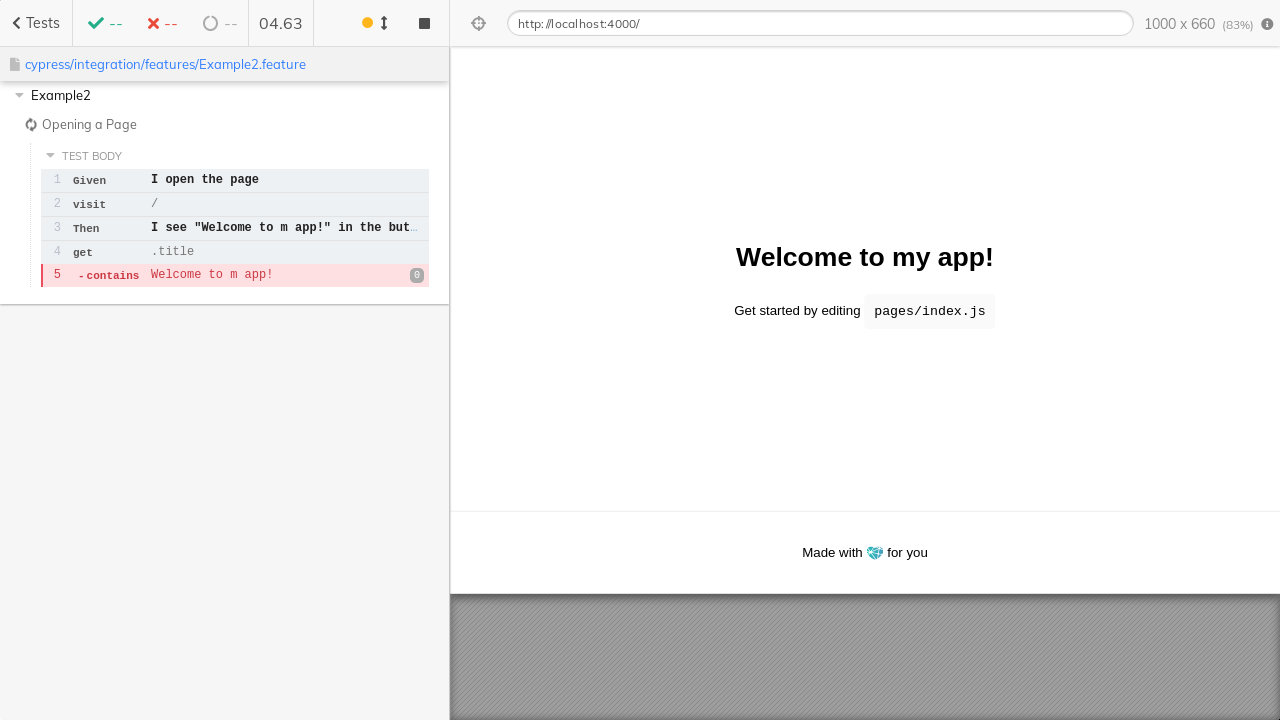 Tests -- -- -- 04.63
http://localhost:4000/ 1000 x 660 (83%)
cypress/integration/features/Example2.feature
Example2
Opening a Page
TEST BODY
1 Given I open the page
2 visit /
3 Then I see "Welcome to m app!" in the but…
4 get .title
5 -contains Welcome to m app! 0
Welcome to my app!
Get started by editing pages/index.js
Made with for you